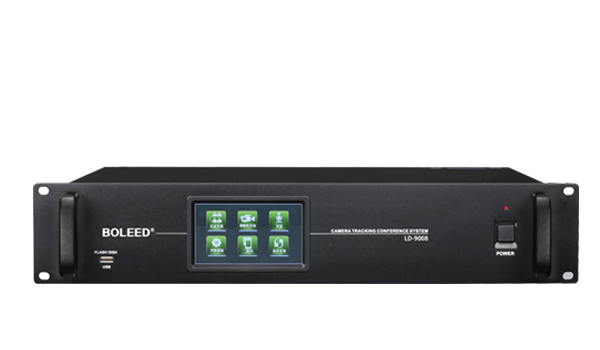 BOLEED®
CAMERA TRACKING CONFERENCE SYSTEM
LD-9008
FLASH DISK
USB
POWER